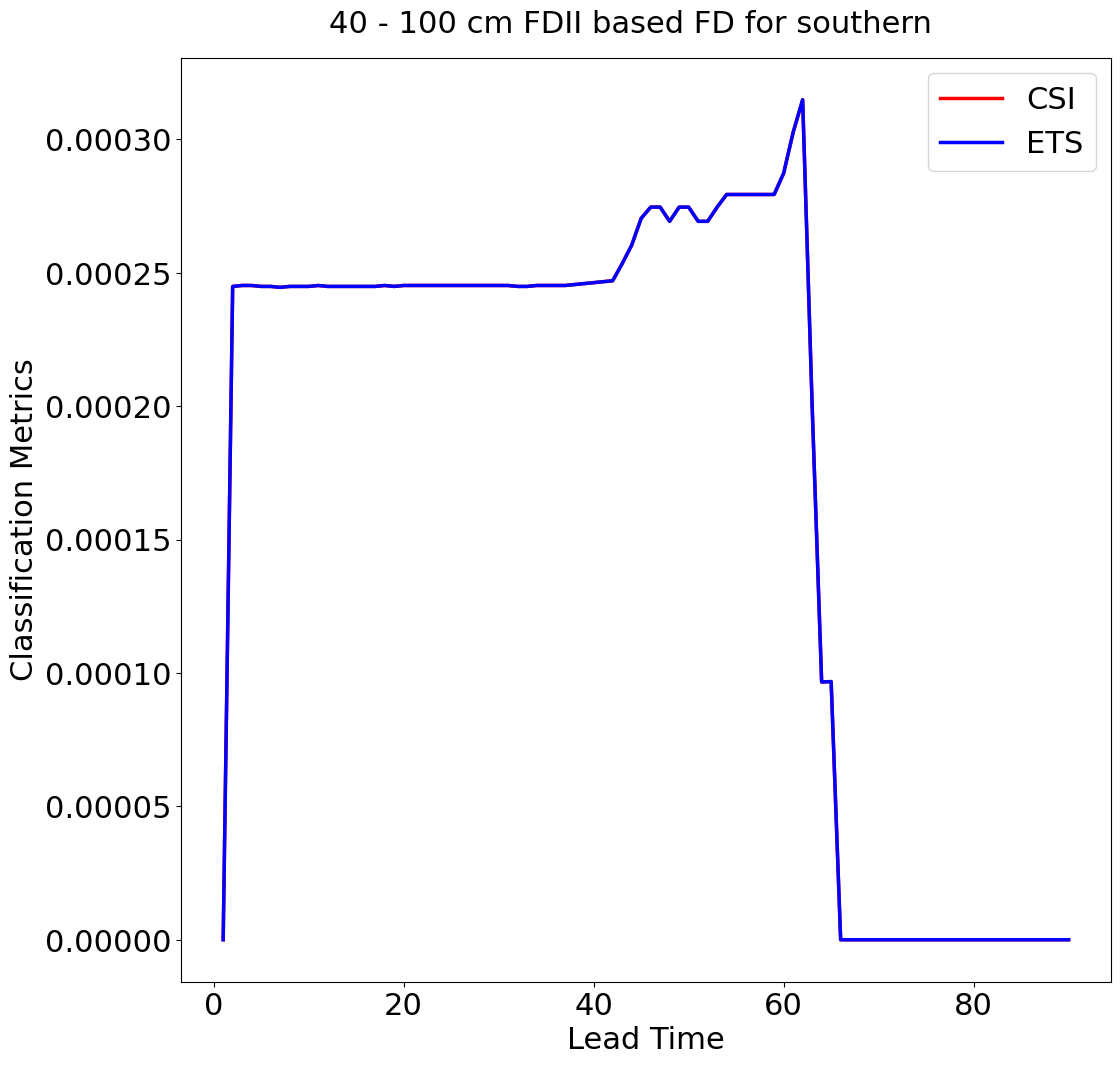 40 - 100 cm FDII based FD for southern
CSI
ETS
0.00030
0.00025
0.00020
0.00015
0.00010
0.00005
0.00000
Classification Metrics
0 20 40 60 80
Lead Time